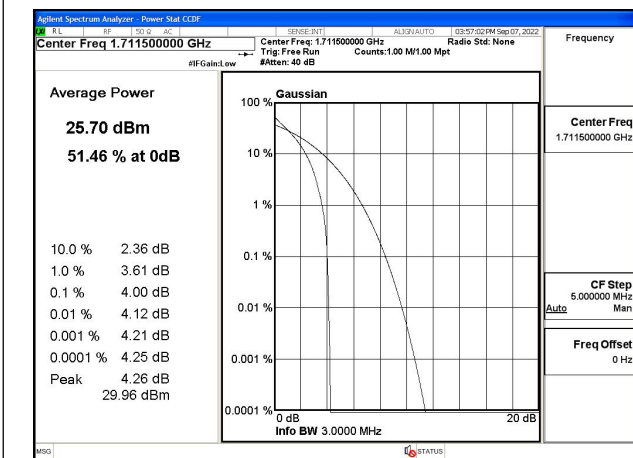 Agilent Spectrum Analyzer - Power Stat CCDF
LXI RL RF 50 Ω AC SENSE:INT ALIGN AUTO 03:57:02 PM Sep 07, 2022
Center Freq 1.711500000 GHz
Center Freq: 1.711500000 GHz Radio Std: None
Trig: Free Run Counts:1.00 M/1.00 Mpt
#IFGain:Low #Atten: 40 dB
Frequency
Average Power
25.70 dBm
51.46 % at 0dB
10.0 % 2.36 dB
1.0 % 3.61 dB
0.1 % 4.00 dB
0.01 % 4.12 dB
0.001 % 4.21 dB
0.0001 % 4.25 dB
Peak 4.26 dB
29.96 dBm
Gaussian
100 %
10 %
1 %
0.1 %
0.01 %
0.001 %
0.0001 %
0 dB 20 dB
Info BW 3.0000 MHz
Center Freq
1.711500000 GHz
CF Step
5.000000 MHz
Auto Man
Freq Offset
0 Hz
MSG STATUS